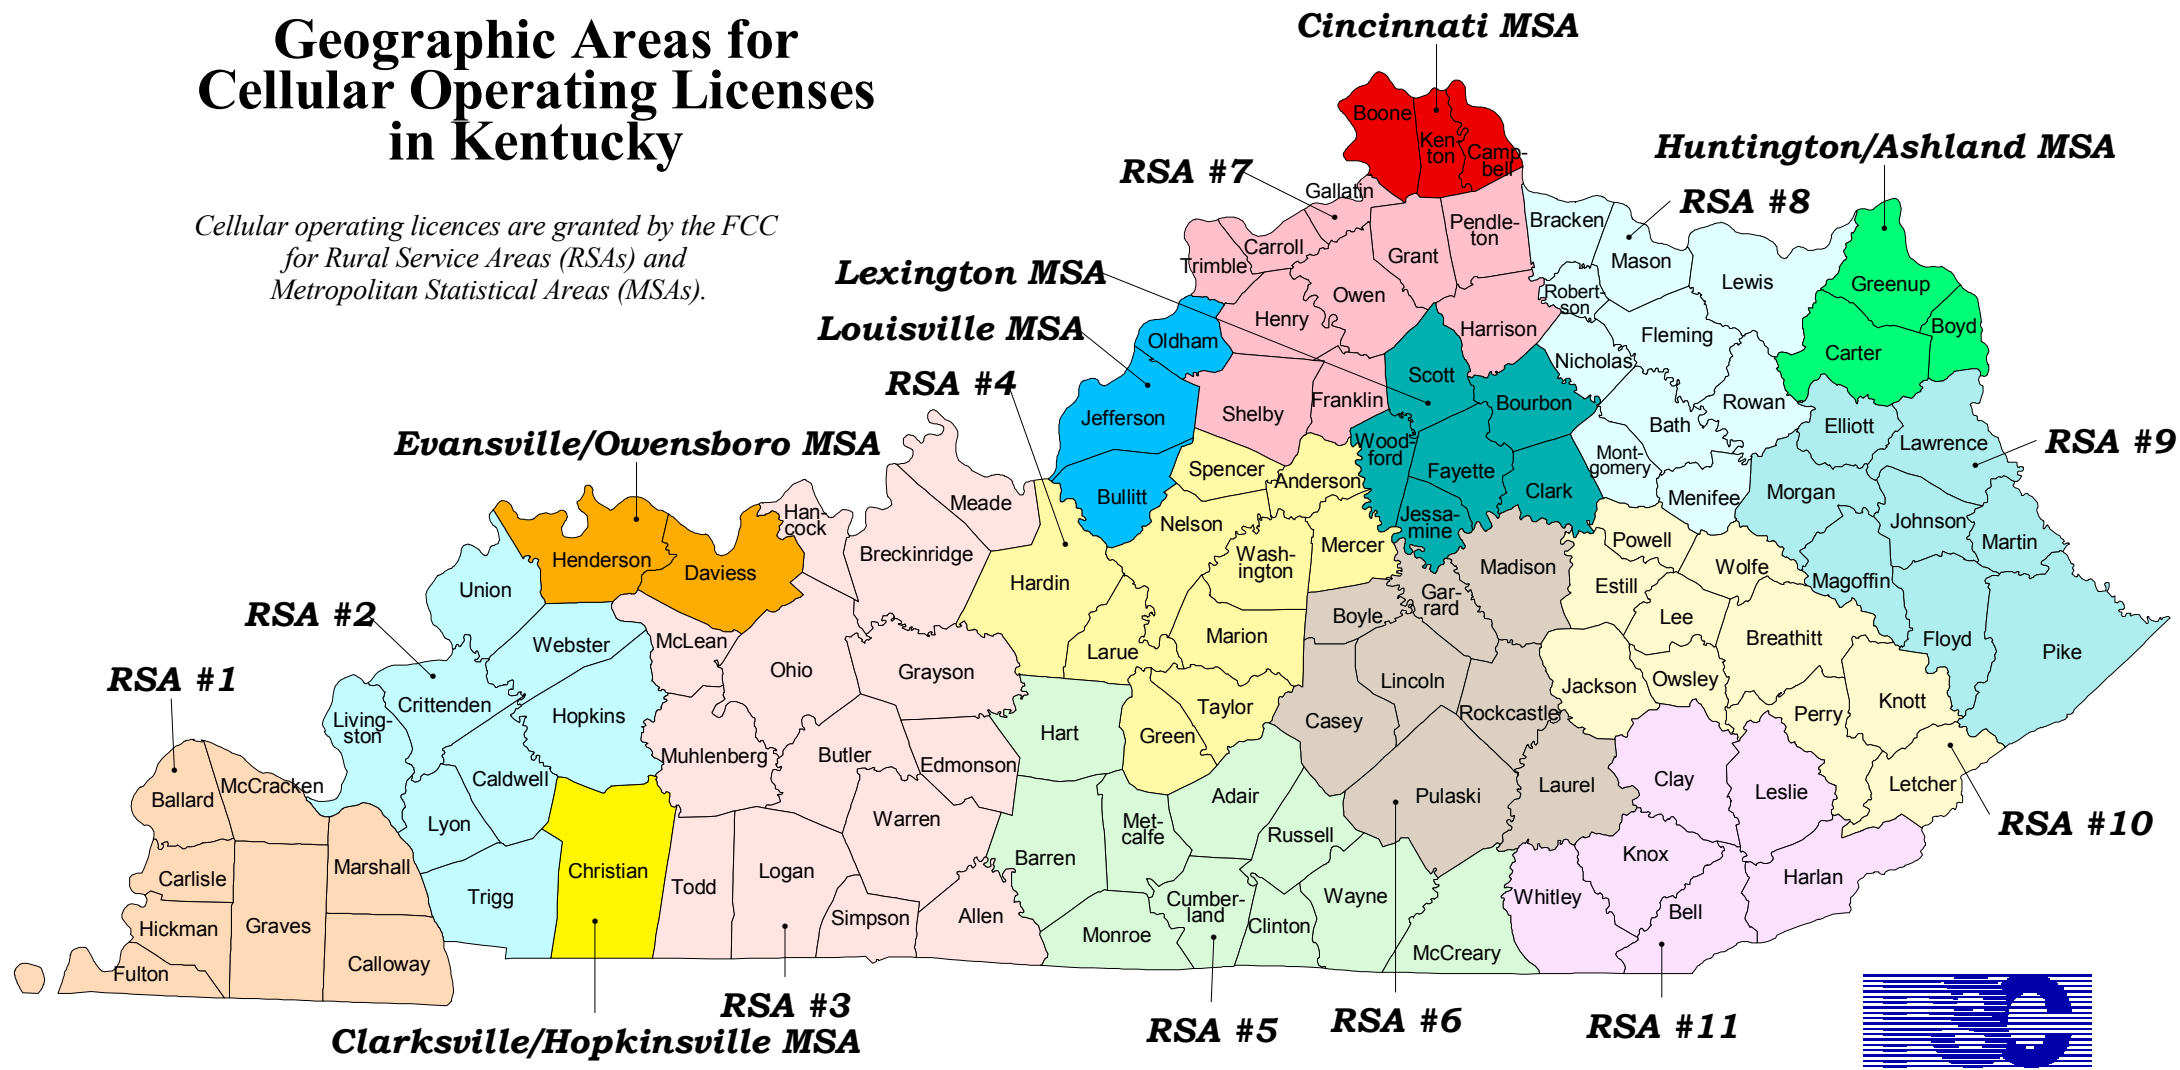 Geographic Areas for
Cellular Operating Licenses
in Kentucky
Cellular operating licences are granted by the FCC
for Rural Service Areas (RSAs) and
Metropolitan Statistical Areas (MSAs).
Cincinnati MSA
Huntington/Ashland MSA
RSA #7
RSA #8
Lexington MSA
Louisville MSA
RSA #4
Evansville/Owensboro MSA
RSA #9
RSA #2
RSA #1
RSA #10
RSA #3
Clarksville/Hopkinsville MSA
RSA #5
RSA #6
RSA #11
Boone
Ken-
ton
Camp-
bell
Gallatin
Carroll
Trimble
Grant
Pendle-
ton
Owen
Henry
Harrison
Shelby
Franklin
Bracken
Mason
Lewis
Robert-
son
Fleming
Nicholas
Rowan
Bath
Mont-
gomery
Menifee
Greenup
Boyd
Carter
Oldham
Jefferson
Bullitt
Scott
Bourbon
Wood-
ford
Fayette
Clark
Jessa-
mine
Elliott
Lawrence
Morgan
Johnson
Martin
Magoffin
Floyd
Pike
Spencer
Anderson
Nelson
Wash-
ington
Mercer
Hardin
Larue
Marion
Taylor
Green
Meade
Han-
cock
Breckinridge
McLean
Ohio
Grayson
Muhlenberg
Butler
Edmonson
Warren
Todd
Logan
Simpson
Allen
Henderson
Daviess
Union
Webster
Crittenden
Living-
ston
Hopkins
Caldwell
Lyon
Trigg
Christian
Ballard
McCracken
Carlisle
Marshall
Hickman
Graves
Fulton
Calloway
Hart
Barren
Met-
calfe
Adair
Russell
Monroe
Cumber-
land
Clinton
Wayne
McCreary
Madison
Gar-
rard
Boyle
Lincoln
Casey
Rockcastle
Pulaski
Laurel
Powell
Estill
Wolfe
Lee
Breathitt
Jackson
Owsley
Perry
Knott
Letcher
Clay
Leslie
Knox
Whitley
Bell
Harlan
PSC